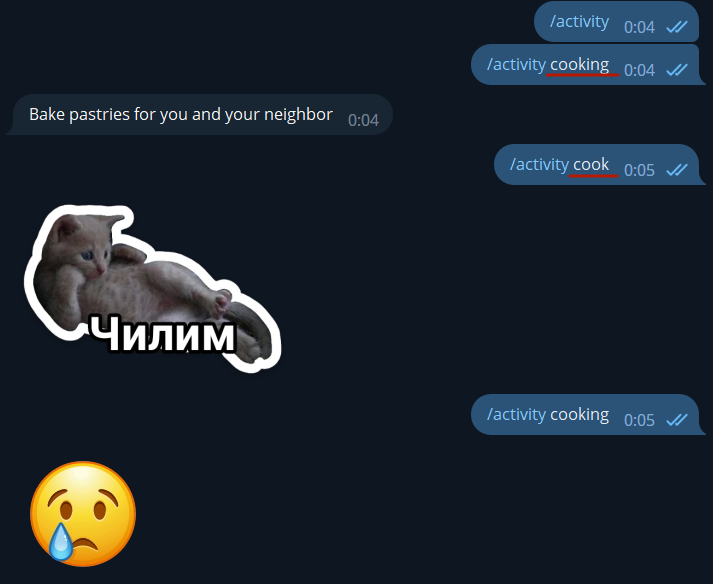 /activity 0:04
/activity cooking 0:04
Bake pastries for you and your neighbor 0:04
/activity cook 0:05
Чилим
/activity cooking 0:05